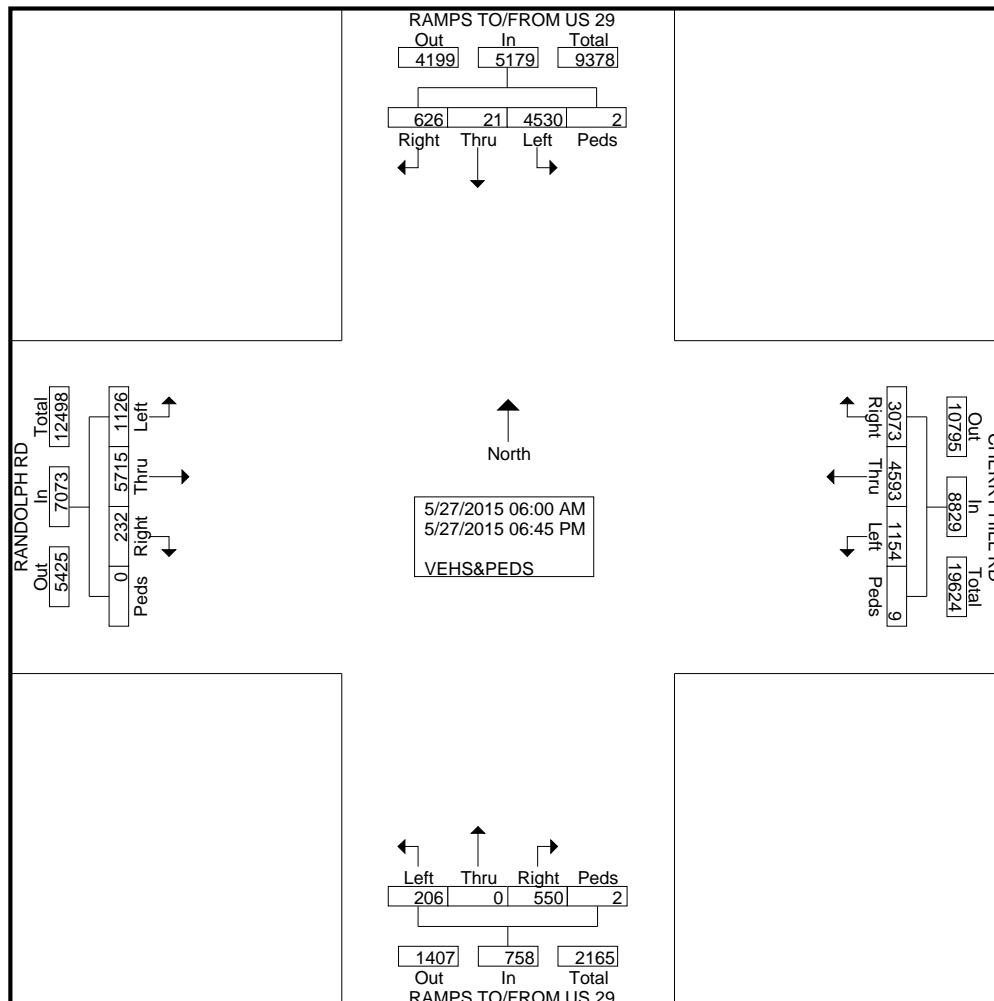 RAMPS TO/FROM US 29
Out In Total
4199 5179 9378
626 21 4530 2
Right Thru Left Peds
RANDOLPH RD
Total In Out
12498 7073 5425
1126 5715 232 0
Left Thru Right Peds
North
5/27/2015 06:00 AM
5/27/2015 06:45 PM
VEHS&PEDS
Right Thru Left Peds
3073 4593 1154 9
10795 8829 19624
Out In Total
CHERRY HILL RD
Left Thru Right Peds
206 0 550 2
1407 758 2165
Out In Total
RAMPS TO/FROM US 29